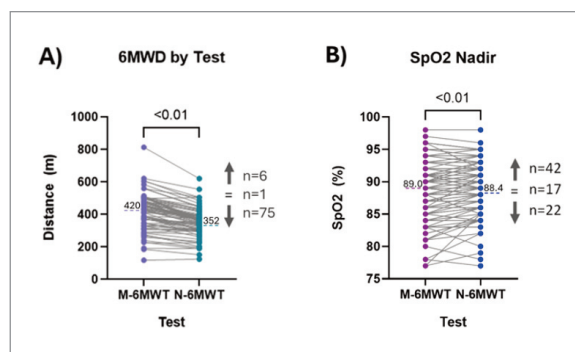 A)
6MWD by Test
<0.01
1000
800
600
400
200
0
Distance (m)
420
352
n=6
= n=1
n=75
M-6MWT N-6MWT
Test
B)
SpO2 Nadir
<0.01
100
95
90
85
80
75
SpO2 (%)
89.0
88.4
n=42
= n=17
n=22
M-6MWT N-6MWT
Test